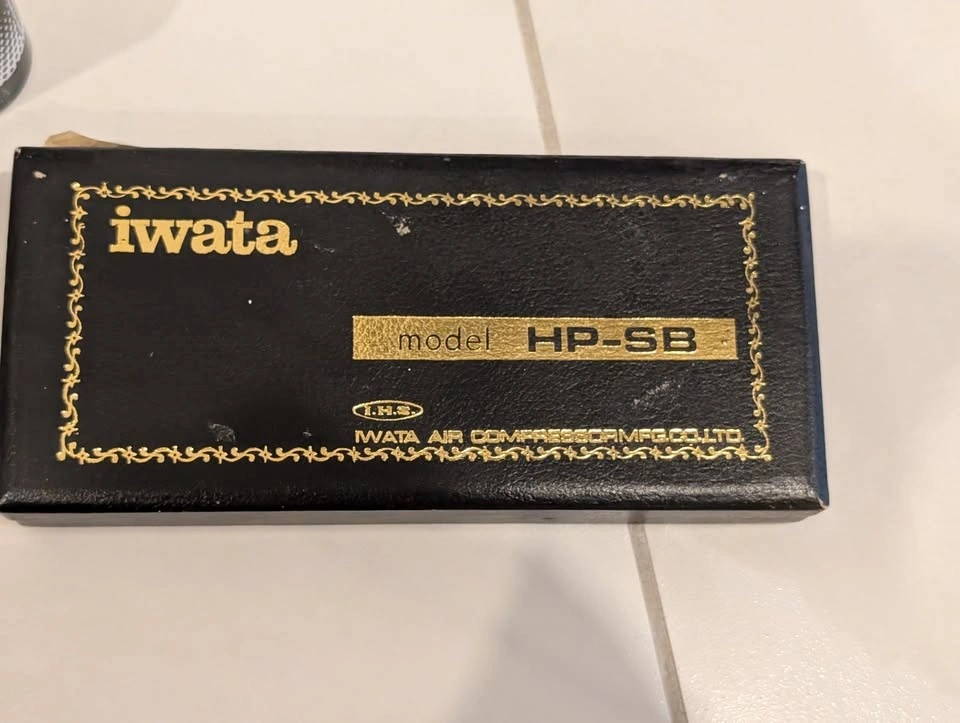 iwata
model HP-SB
I.H.S.
IWATA AIR COMPRESSOR MFG.CO.,LTD.